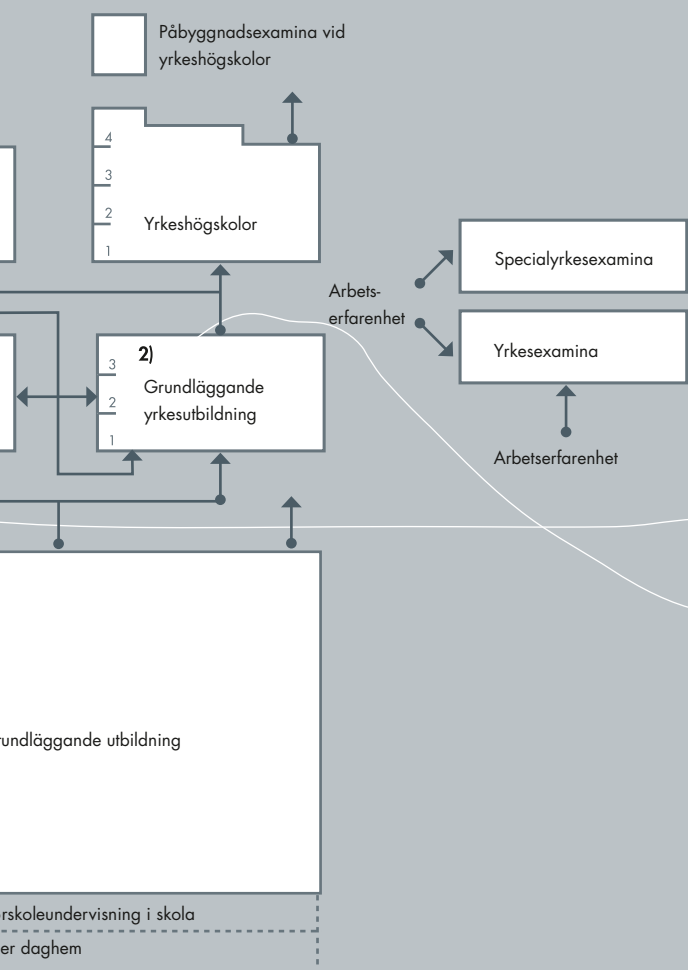 Påbyggnadsexamina vid
yrkeshögskolor
4
3
2
1
Yrkeshögskolor
Specialyrkesexamina
Arbets-
erfarenhet
Yrkesexamina
Arbetserfarenhet
2)
3
2
1
Grundläggande
yrkesutbildning
rundläggande utbildning
rskoleundervisning i skola
er daghem